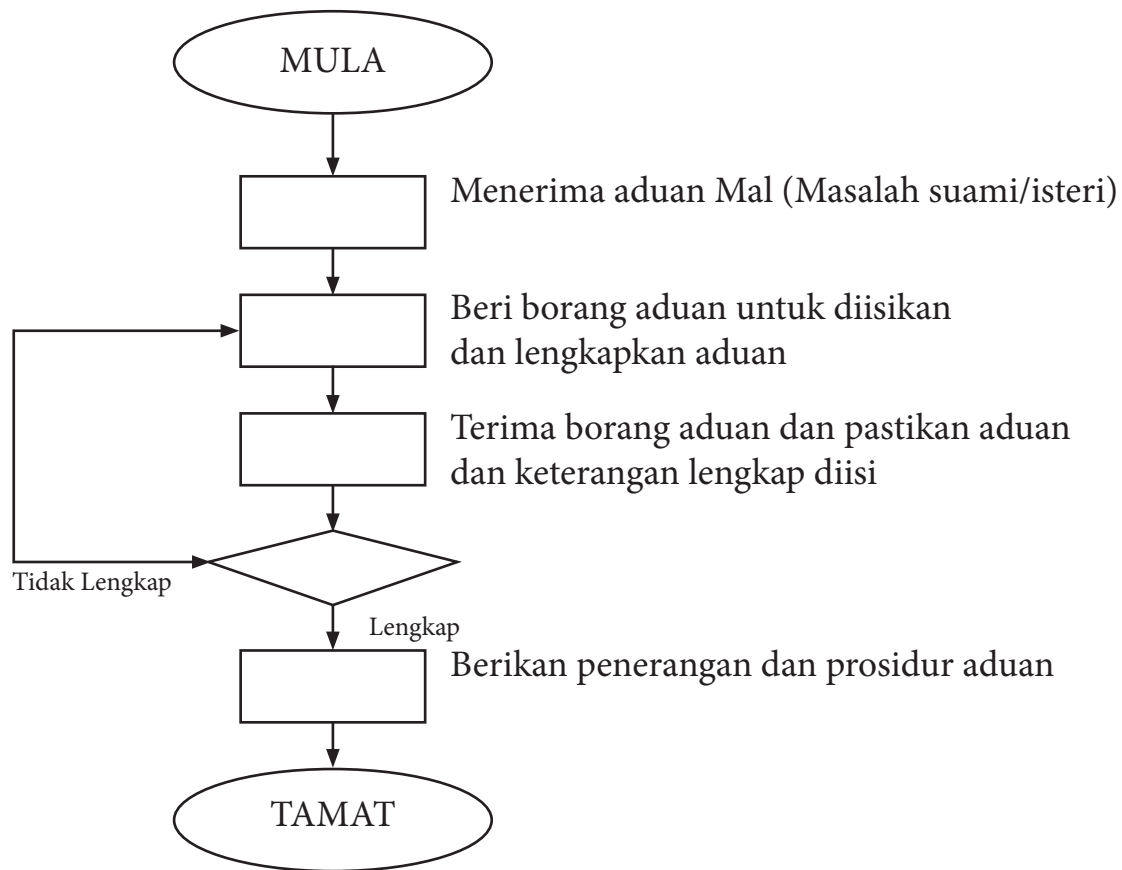 MULA
Menerima aduan Mal (Masalah suami/isteri)
Beri borang aduan untuk diisikan
dan lengkapkan aduan
Terima borang aduan dan pastikan aduan
dan keterangan lengkap diisi
Tidak Lengkap
Lengkap
Berikan penerangan dan prosidur aduan
TAMAT